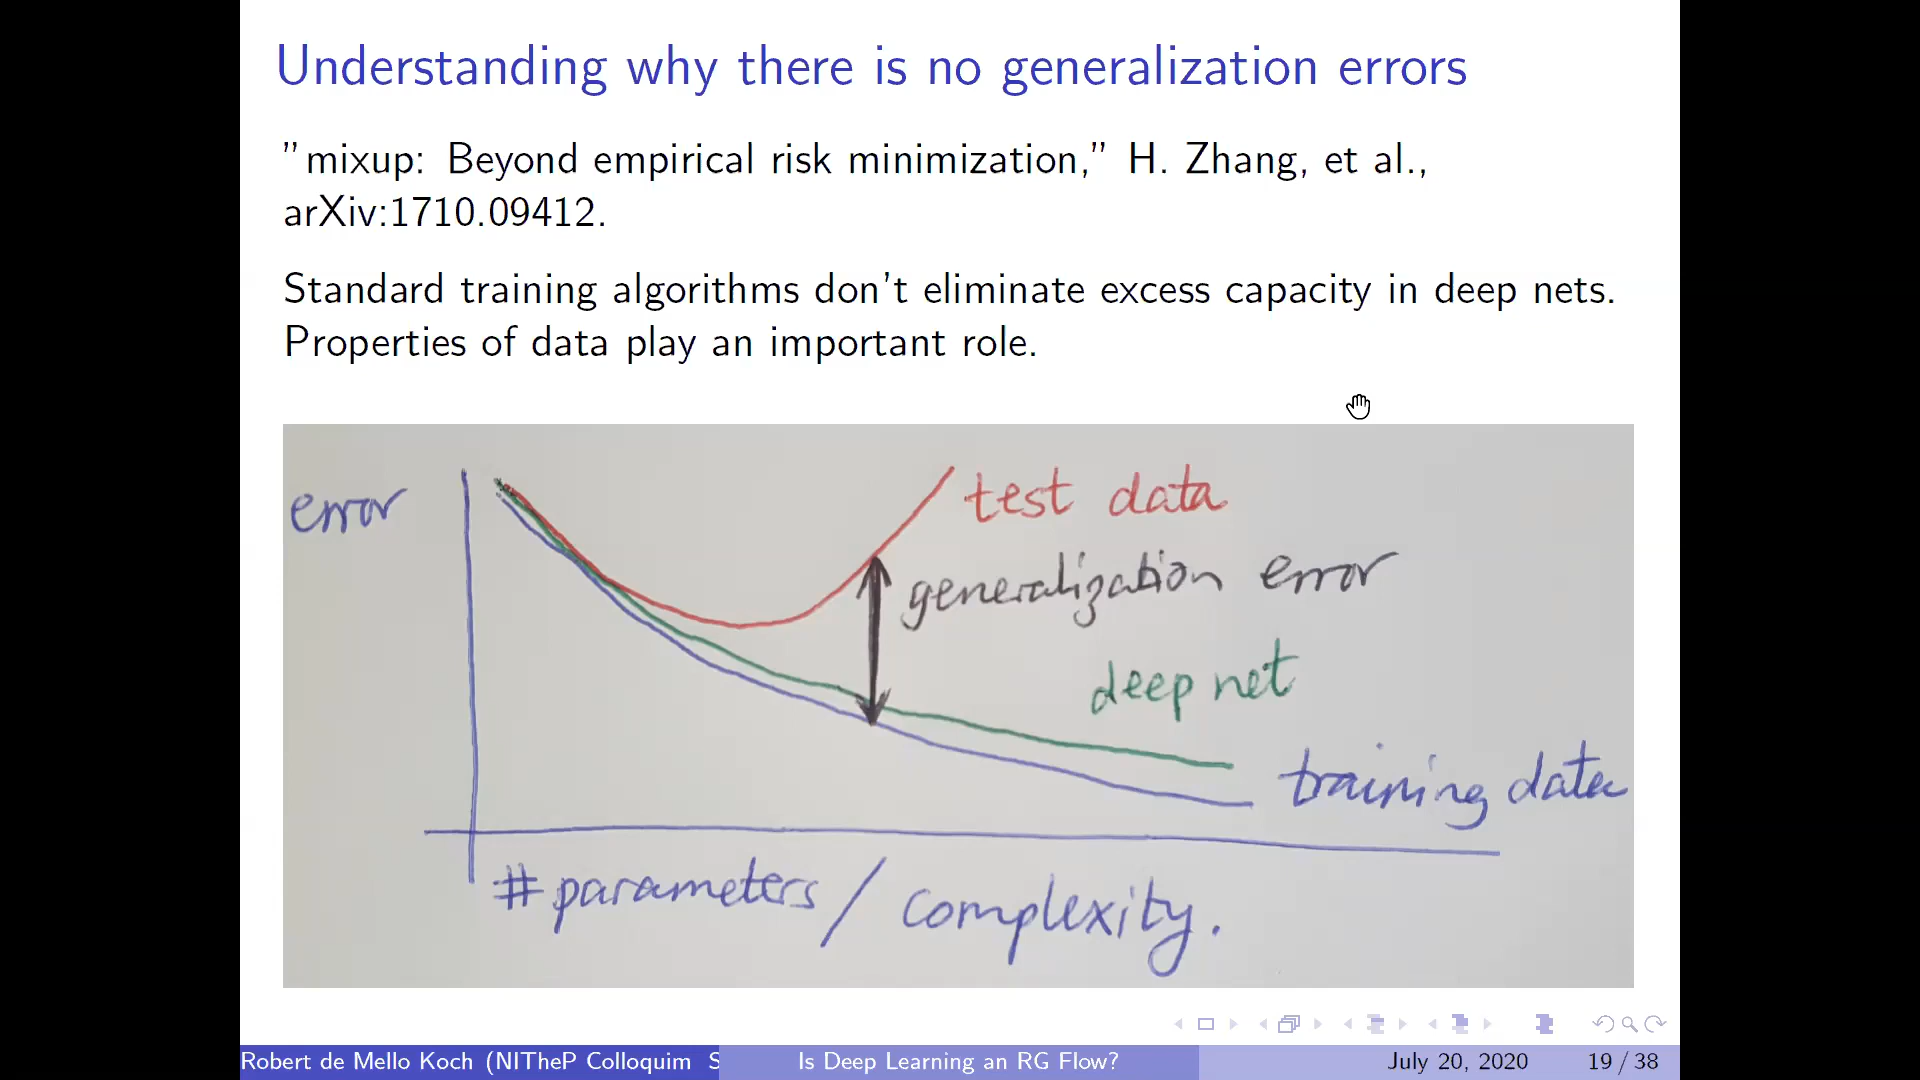 Understanding why there is no generalization errors
”mixup: Beyond empirical risk minimization,” H. Zhang, et al.,
arXiv:1710.09412.
Standard training algorithms don't eliminate excess capacity in deep nets.
Properties of data play an important role.
error
test data
generalization error
deep net
training data
#parameters / complexity.
Robert de Mello Koch (NITheP Colloquim S
Is Deep Learning an RG Flow?
July 20, 2020
19 / 38